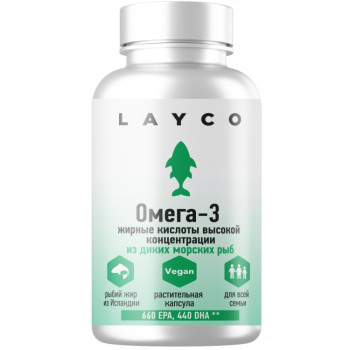 LAYCO
Омега-3
жирные кислоты высокой
концентрации
из диких морских рыб
Vegan
рыбий жир
из Исландии
растительная
капсула
для всей
семьи
660 EPA, 440 DHA **